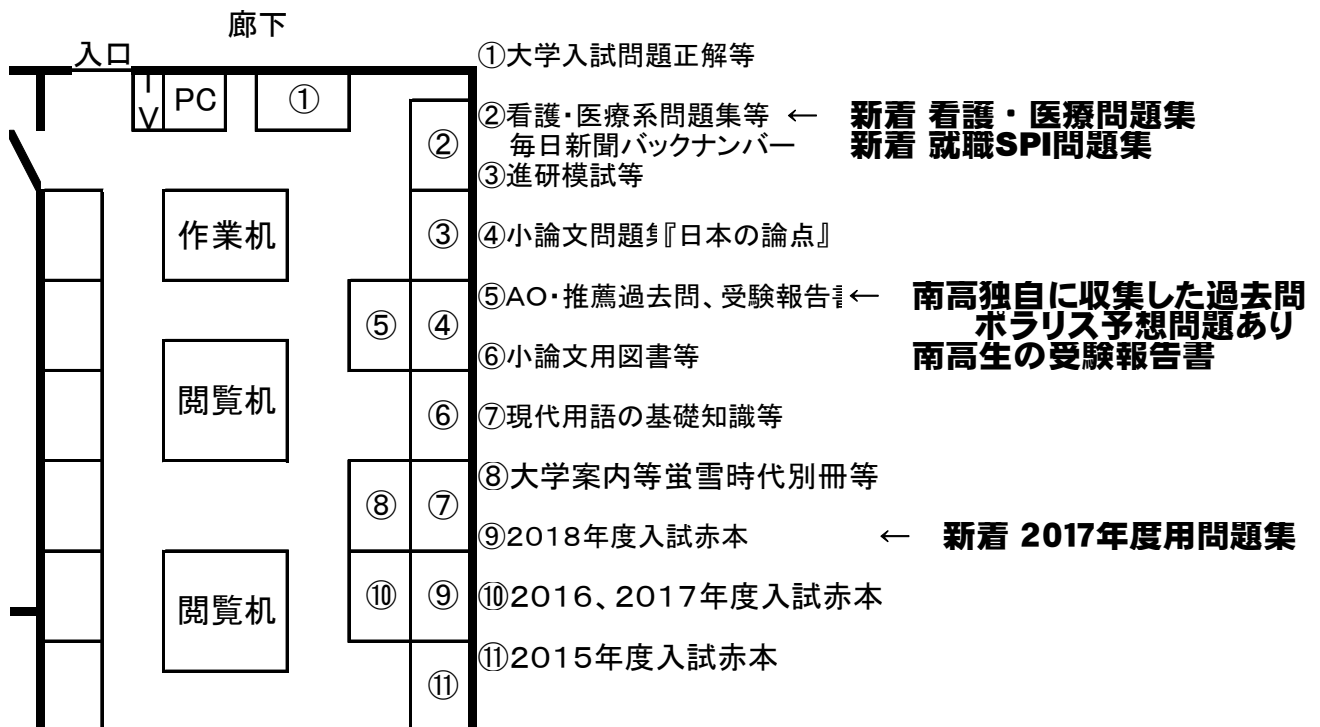 廊下
入口
TV
PC
①
②
③
④
⑤
⑥
⑦
⑧
⑨
⑩
⑪
作業机
閲覧机
閲覧机
①大学入試問題正解等
②看護・医療系問題集等 ← 新着 看護・医療問題集
毎日新聞バックナンバー 新着 就職SPI問題集
③進研模試等
④小論文問題集『日本の論点』
⑤AO・推薦過去問、受験報告書← 南高独自に収集した過去問
ポラリス予想問題あり
⑥小論文用図書等 南高生の受験報告書
⑦現代用語の基礎知識等
⑧大学案内等蛍雪時代別冊等
⑨2018年度入試赤本 ← 新着 2017年度用問題集
⑩2016、2017年度入試赤本
⑪2015年度入試赤本